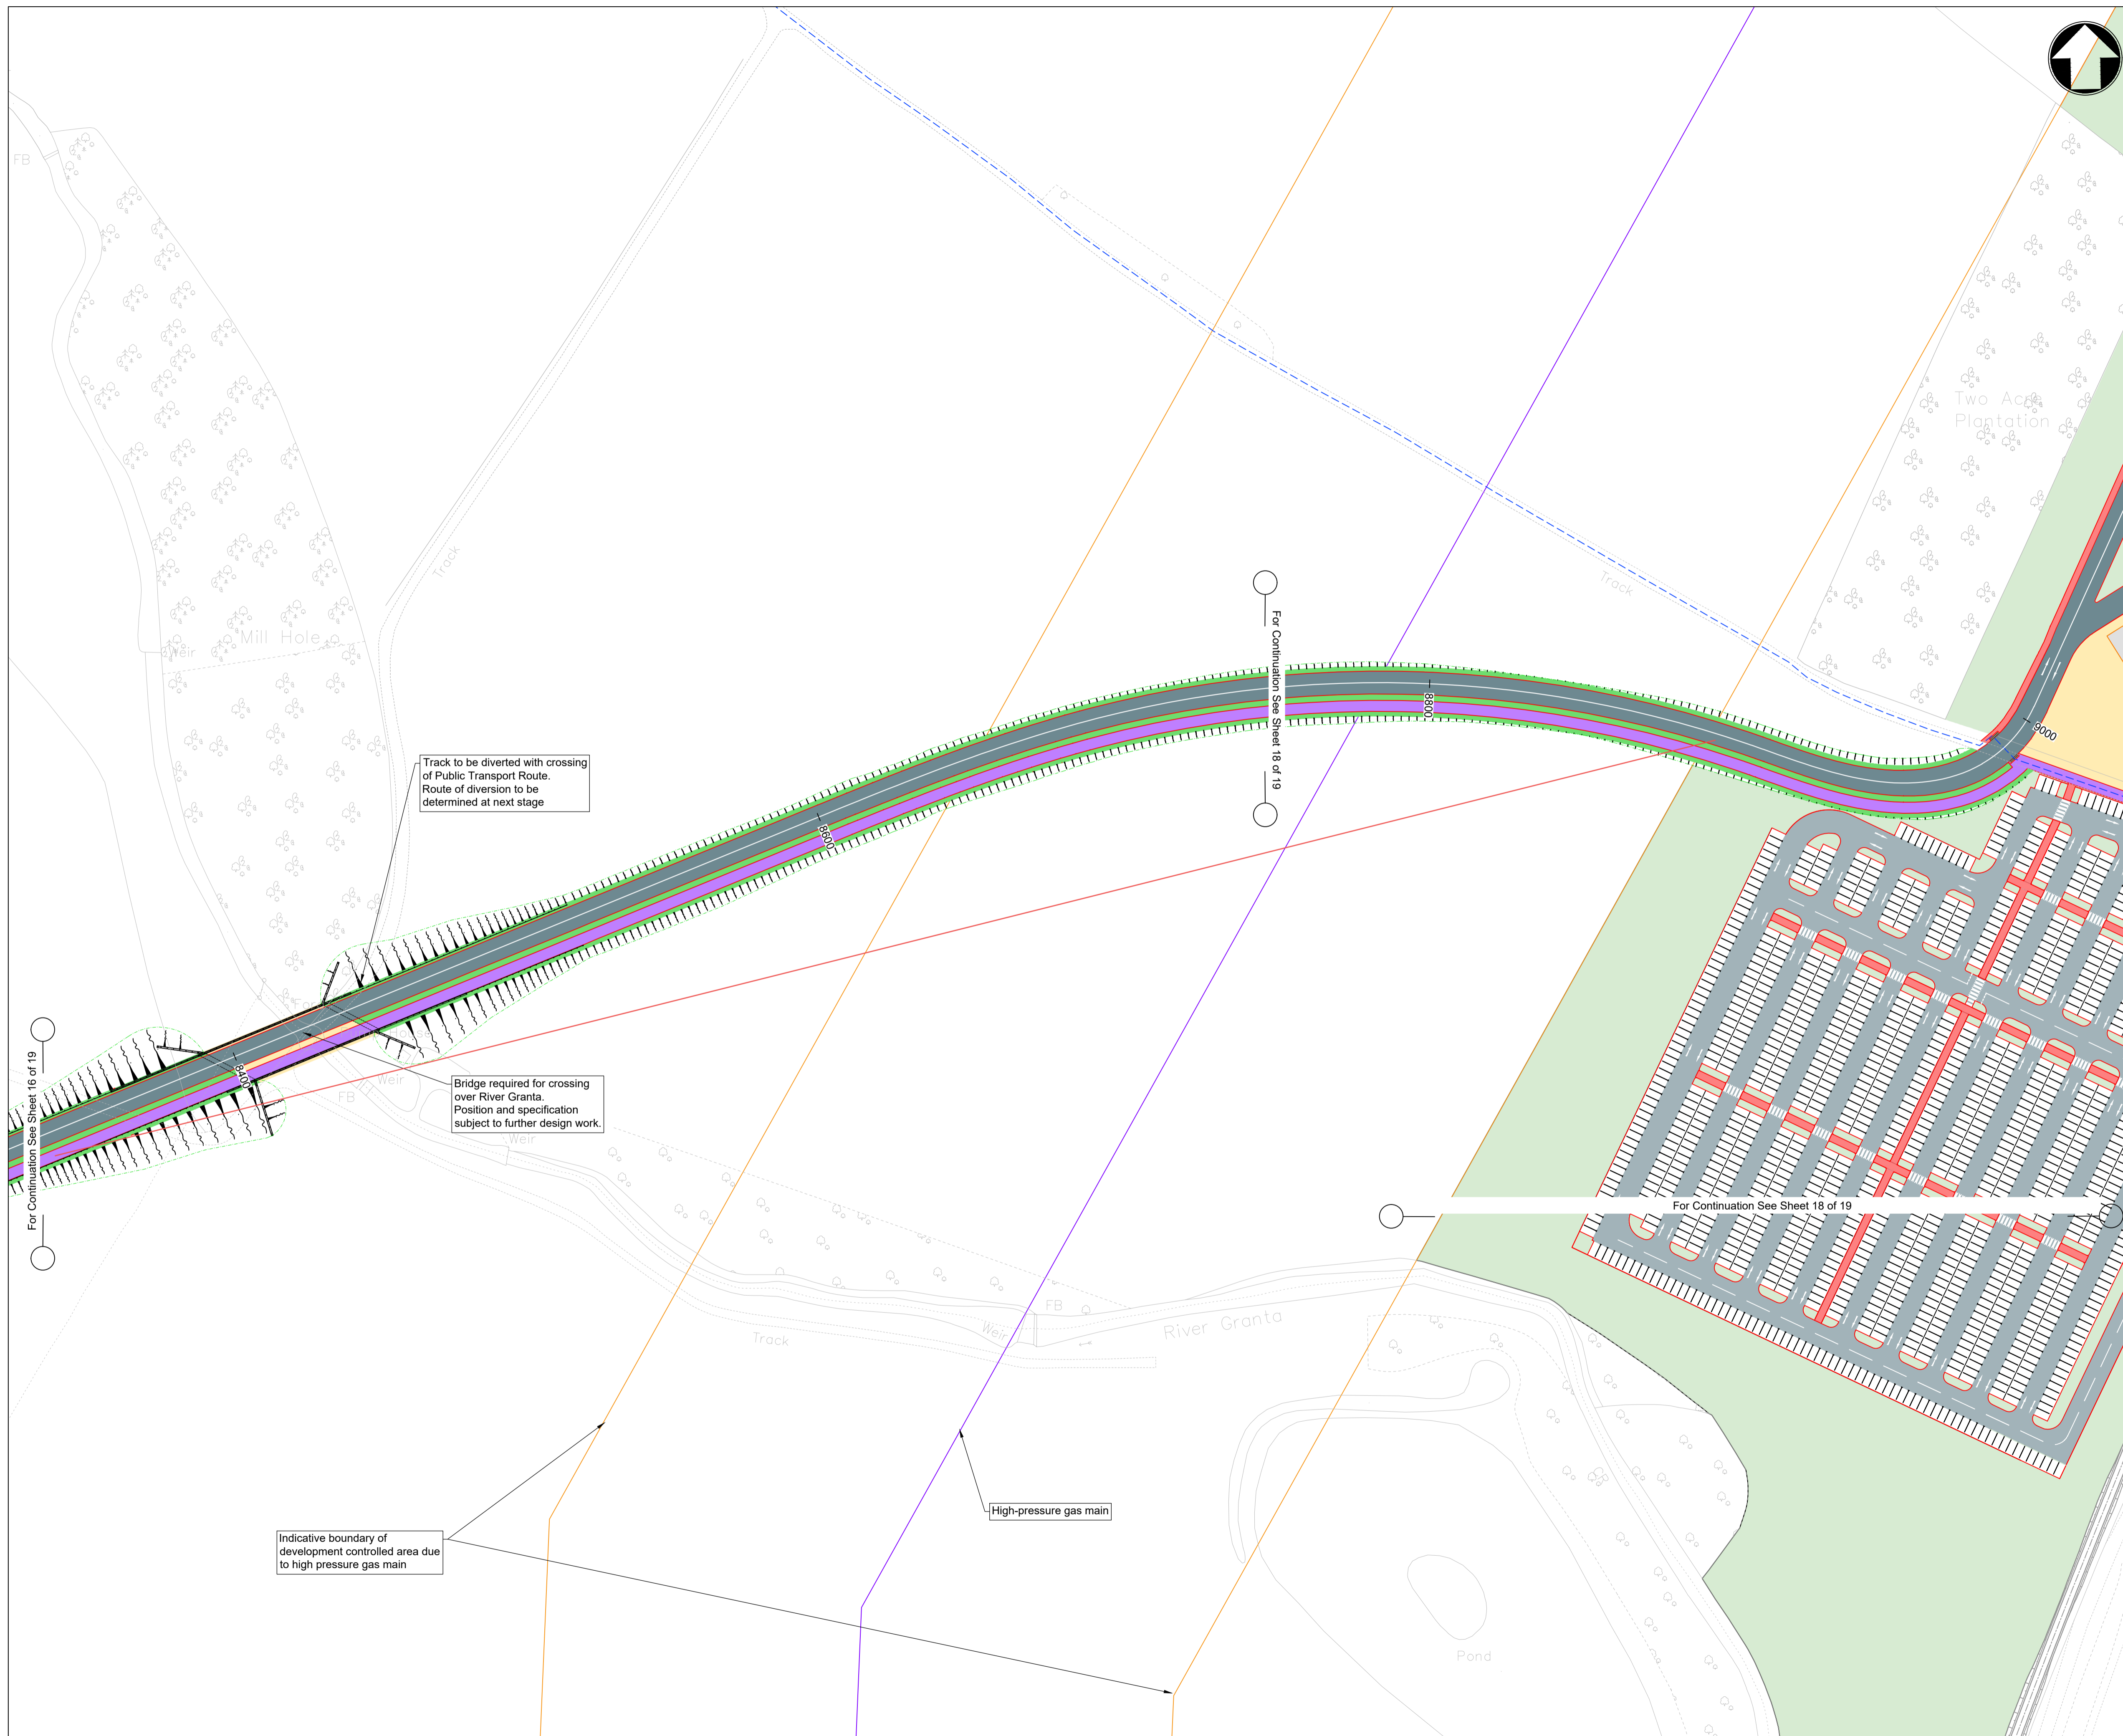 FB
Two Acre
Plantation
Track
Track
For Continuation See Sheet 18 of 19
Mill Hole
Weir
8800
9000
Track to be diverted with crossing
of Public Transport Route.
Route of diversion to be
determined at next stage
8600
For Continuation See Sheet 16 of 19
8400
Weir
FB
Bridge required for crossing
over River Granta.
Position and specification
subject to further design work.
Weir
For Continuation See Sheet 18 of 19
FB
Weir
River Granta
Track
High-pressure gas main
Indicative boundary of
development controlled area due
to high pressure gas main
Pond